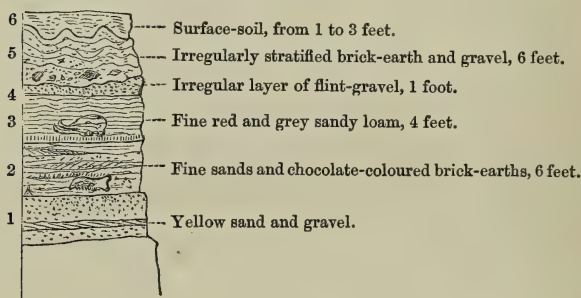 6 Surface-soil, from 1 to 3 feet.
5 Irregularly stratified brick-earth and gravel, 6 feet.
4 Irregular layer of flint-gravel, 1 foot.
3 Fine red and grey sandy loam, 4 feet.
2 Fine sands and chocolate-coloured brick-earths, 6 feet.
A
1 Yellow sand and gravel.